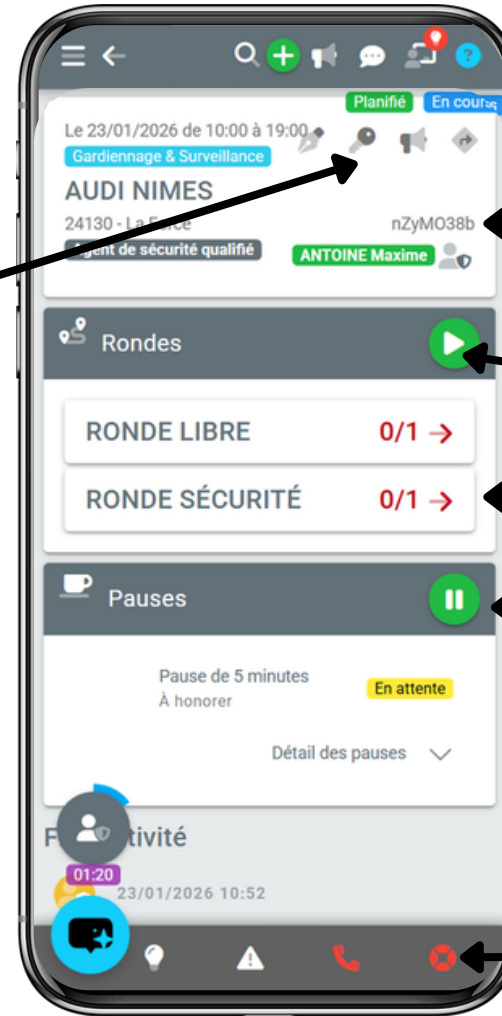 Planifié En cours
Le 23/01/2026 de 10:00 à 19:00
Gardiennage & Surveillance
AUDI NIMES
24130 - La Force
nZyMO38b
Agent de sécurité qualifié
ANTOINE Maxime
Rondes
RONDE LIBRE 0/1
RONDE SÉCURITÉ 0/1
Pauses
Pause de 5 minutes
À honorer
En attente
Détail des pauses
tivité
01:20
23/01/2026 10:52